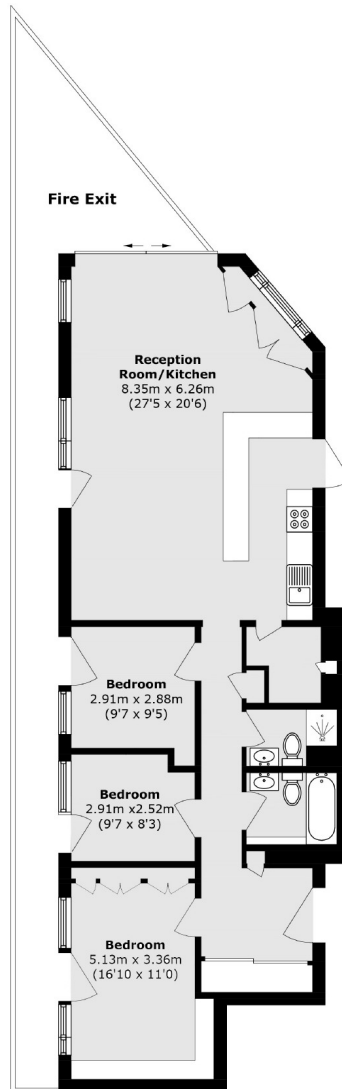 Fire Exit
Reception
Room/Kitchen
8.35m x 6.26m
(27'5 x 20'6)
Bedroom
2.91m x 2.88m
(9'7 x 9'5)
Bedroom
2.91m x2.52m
(9'7 x 8'3)
Bedroom
5.13m x 3.36m
(16'10 x 11'0)